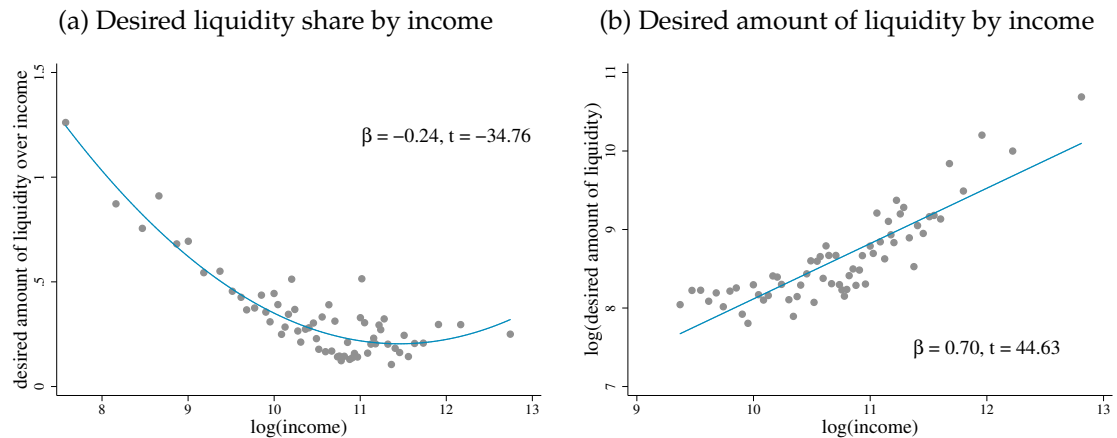 (a) Desired liquidity share by income
desired amount of liquidity over income
1.5
1
.5
0
β = −0.24, t = −34.76
8 9 10 11 12 13
log(income)
(b) Desired amount of liquidity by income
log(desired amount of liquidity)
11
10
9
8
7
β = 0.70, t = 44.63
9 10 11 12 13
log(income)